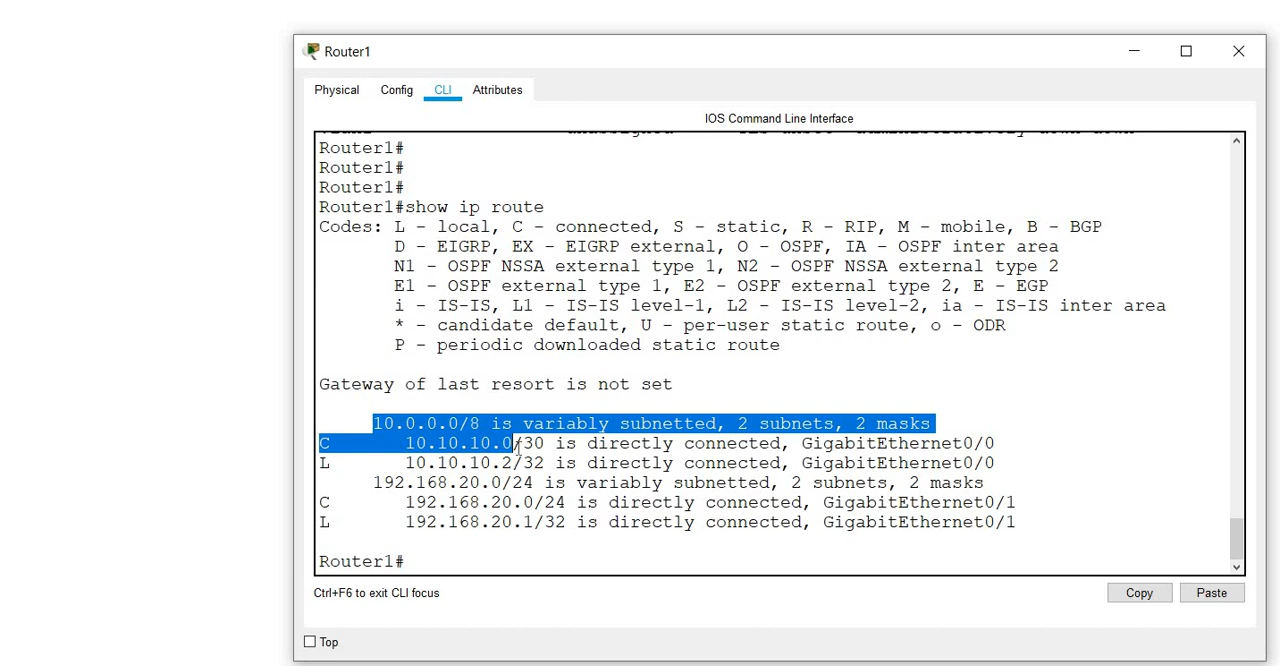 Router1
Physical Config CLI Attributes
IOS Command Line Interface
Router1#
Router1#
Router1#
Router1#show ip route
Codes: L - local, C - connected, S - static, R - RIP, M - mobile, B - BGP
D - EIGRP, EX - EIGRP external, O - OSPF, IA - OSPF inter area
N1 - OSPF NSSA external type 1, N2 - OSPF NSSA external type 2
E1 - OSPF external type 1, E2 - OSPF external type 2, E - EGP
i - IS-IS, L1 - IS-IS level-1, L2 - IS-IS level-2, ia - IS-IS inter area
* - candidate default, U - per-user static route, o - ODR
P - periodic downloaded static route
Gateway of last resort is not set
10.0.0.0/8 is variably subnetted, 2 subnets, 2 masks
C 10.10.10.0/30 is directly connected, GigabitEthernet0/0
L 10.10.10.2/32 is directly connected, GigabitEthernet0/0
192.168.20.0/24 is variably subnetted, 2 subnets, 2 masks
C 192.168.20.0/24 is directly connected, GigabitEthernet0/1
L 192.168.20.1/32 is directly connected, GigabitEthernet0/1
Router1#
Ctrl+F6 to exit CLI focus
Copy Paste
Top